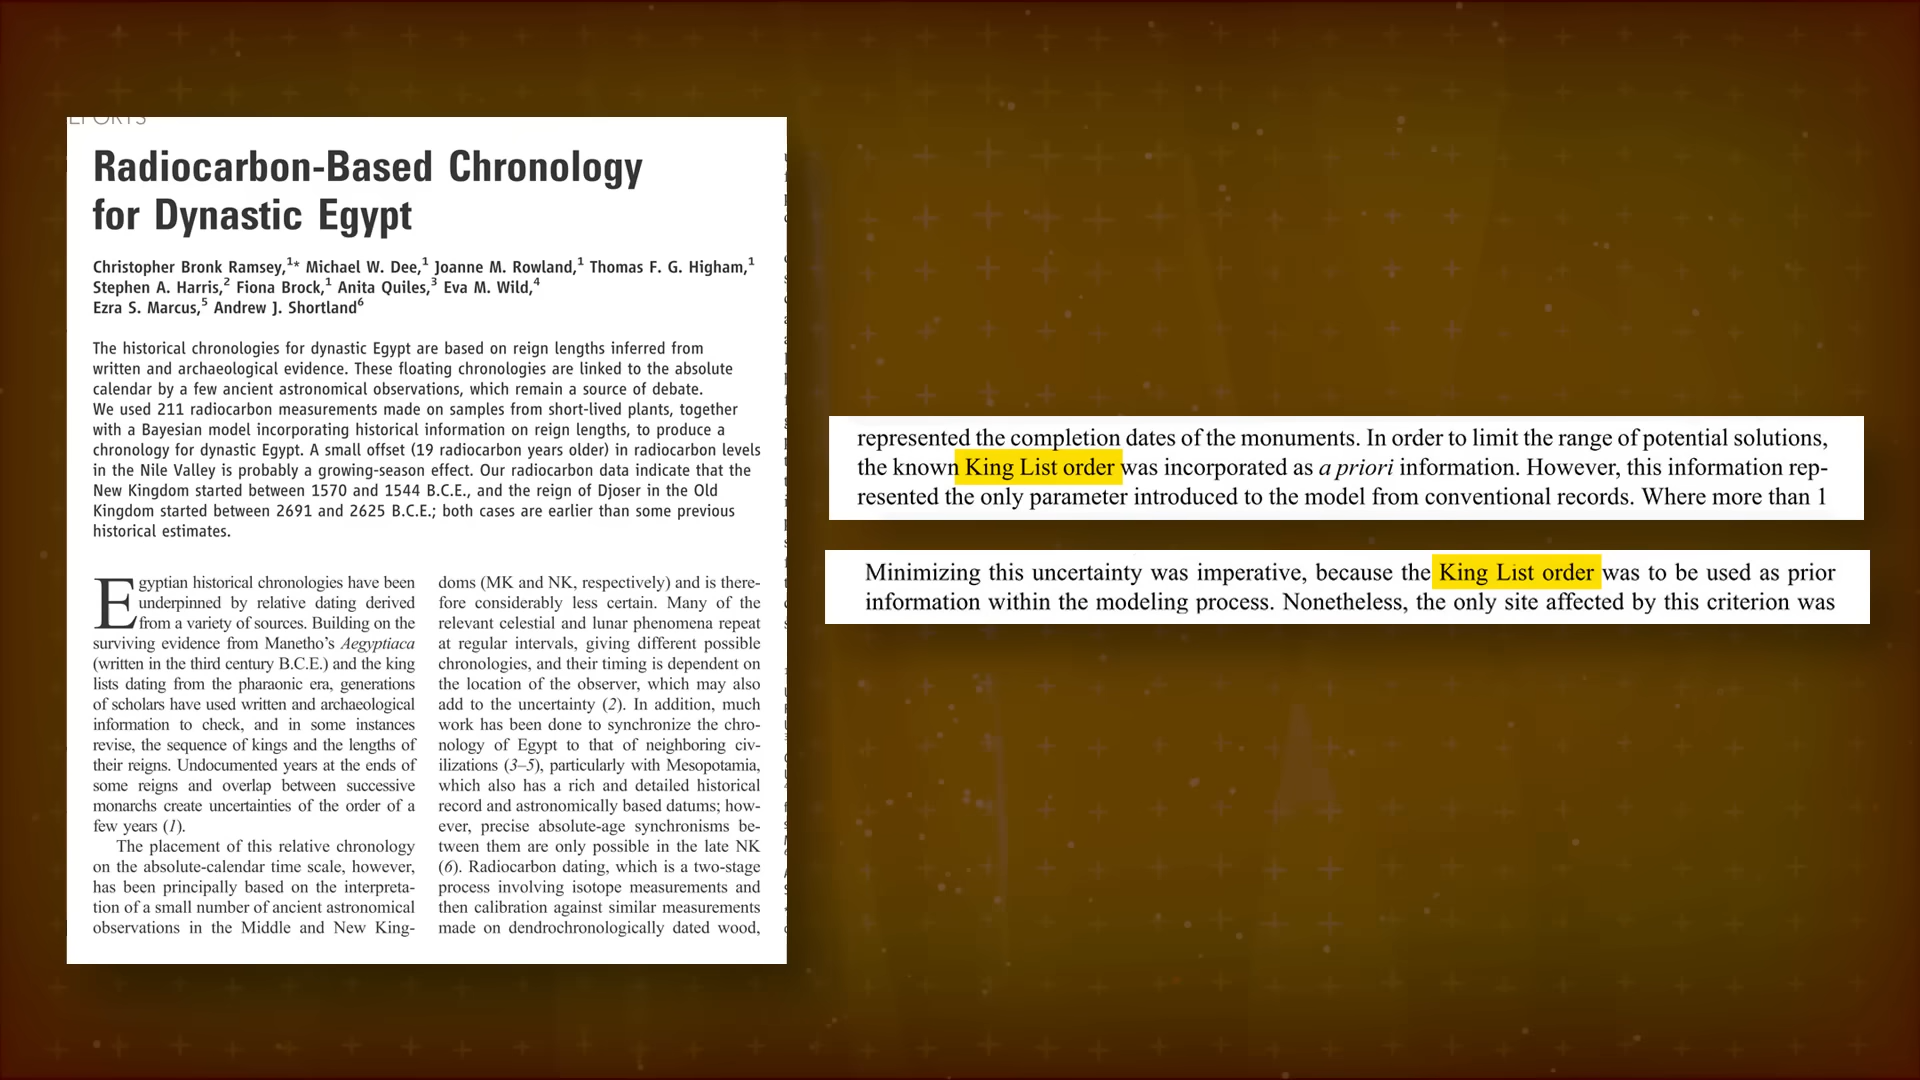 Radiocarbon-Based Chronology
for Dynastic Egypt
Christopher Bronk Ramsey,¹* Michael W. Dee,¹ Joanne M. Rowland,¹ Thomas F. G. Higham,¹
Stephen A. Harris,² Fiona Brock,¹ Anita Quiles,³ Eva M. Wild,⁴
Ezra S. Marcus,⁵ Andrew J. Shortland⁶
The historical chronologies for dynastic Egypt are based on reign lengths inferred from
written and archaeological evidence. These floating chronologies are linked to the absolute
calendar by a few ancient astronomical observations, which remain a source of debate.
We used 211 radiocarbon measurements made on samples from short-lived plants, together
with a Bayesian model incorporating historical information on reign lengths, to produce a
chronology for dynastic Egypt. A small offset (19 radiocarbon years older) in radiocarbon levels
in the Nile Valley is probably a growing-season effect. Our radiocarbon data indicate that the
New Kingdom started between 1570 and 1544 B.C.E., and the reign of Djoser in the Old
Kingdom started between 2691 and 2625 B.C.E.; both cases are earlier than some previous
historical estimates.
Egyptian historical chronologies have been
underpinned by relative dating derived
from a variety of sources. Building on the
surviving evidence from Manetho's Aegyptiaca
(written in the third century B.C.E.) and the king
lists dating from the pharaonic era, generations
of scholars have used written and archaeological
information to check, and in some instances
revise, the sequence of kings and the lengths of
their reigns. Undocumented years at the ends of
some reigns and overlap between successive
monarchs create uncertainties of the order of a
few years (1).
The placement of this relative chronology
on the absolute-calendar time scale, however,
has been principally based on the interpreta-
tion of a small number of ancient astronomical
observations in the Middle and New King-
doms (MK and NK, respectively) and is there-
fore considerably less certain. Many of the
relevant celestial and lunar phenomena repeat
at regular intervals, giving different possible
chronologies, and their timing is dependent on
the location of the observer, which may also
add to the uncertainty (2). In addition, much
work has been done to synchronize the chro-
nology of Egypt to that of neighboring civ-
ilizations (3–5), particularly with Mesopotamia,
which also has a rich and detailed historical
record and astronomically based datums; how-
ever, precise absolute-age synchronisms be-
tween them are only possible in the late NK
(6). Radiocarbon dating, which is a two-stage
process involving isotope measurements and
then calibration against similar measurements
made on dendrochronologically dated wood,
represented the completion dates of the monuments. In order to limit the range of potential solutions,
the known King List order was incorporated as a priori information. However, this information rep-
resented the only parameter introduced to the model from conventional records. Where more than 1
Minimizing this uncertainty was imperative, because the King List order was to be used as prior
information within the modeling process. Nonetheless, the only site affected by this criterion was